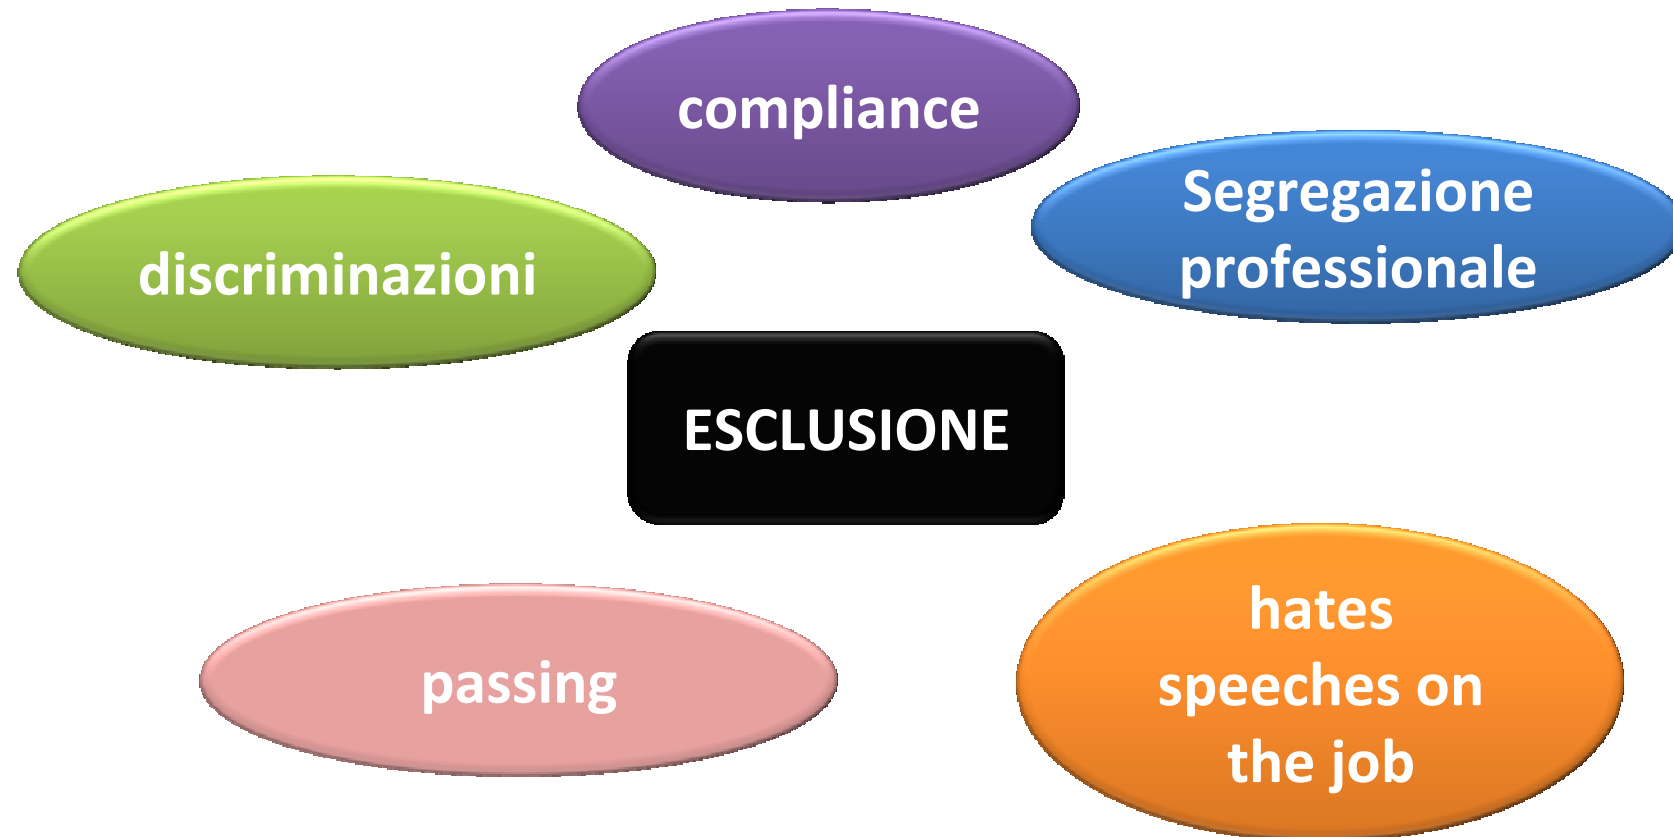 compliance
Segregazione
professionale
discriminazioni
ESCLUSIONE
passing
hates
speeches on
the job